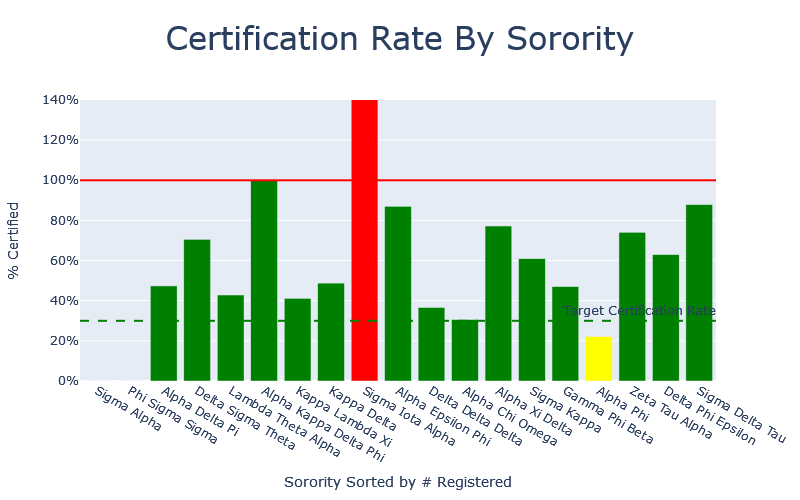 Certification Rate By Sorority
% Certified
140%
120%
100%
80%
60%
40%
20%
0%
Target Certification Rate
Sigma Alpha
Phi Sigma Sigma
Alpha Delta Pi
Delta Sigma Theta
Lambda Theta Alpha
Alpha Kappa Delta Phi
Kappa Lambda Xi
Kappa Delta
Sigma Iota Alpha
Alpha Epsilon Phi
Delta Delta Delta
Alpha Chi Omega
Alpha Xi Delta
Sigma Kappa
Gamma Phi Beta
Alpha Phi
Zeta Tau Alpha
Delta Phi Epsilon
Sigma Delta Tau
Sorority Sorted by # Registered